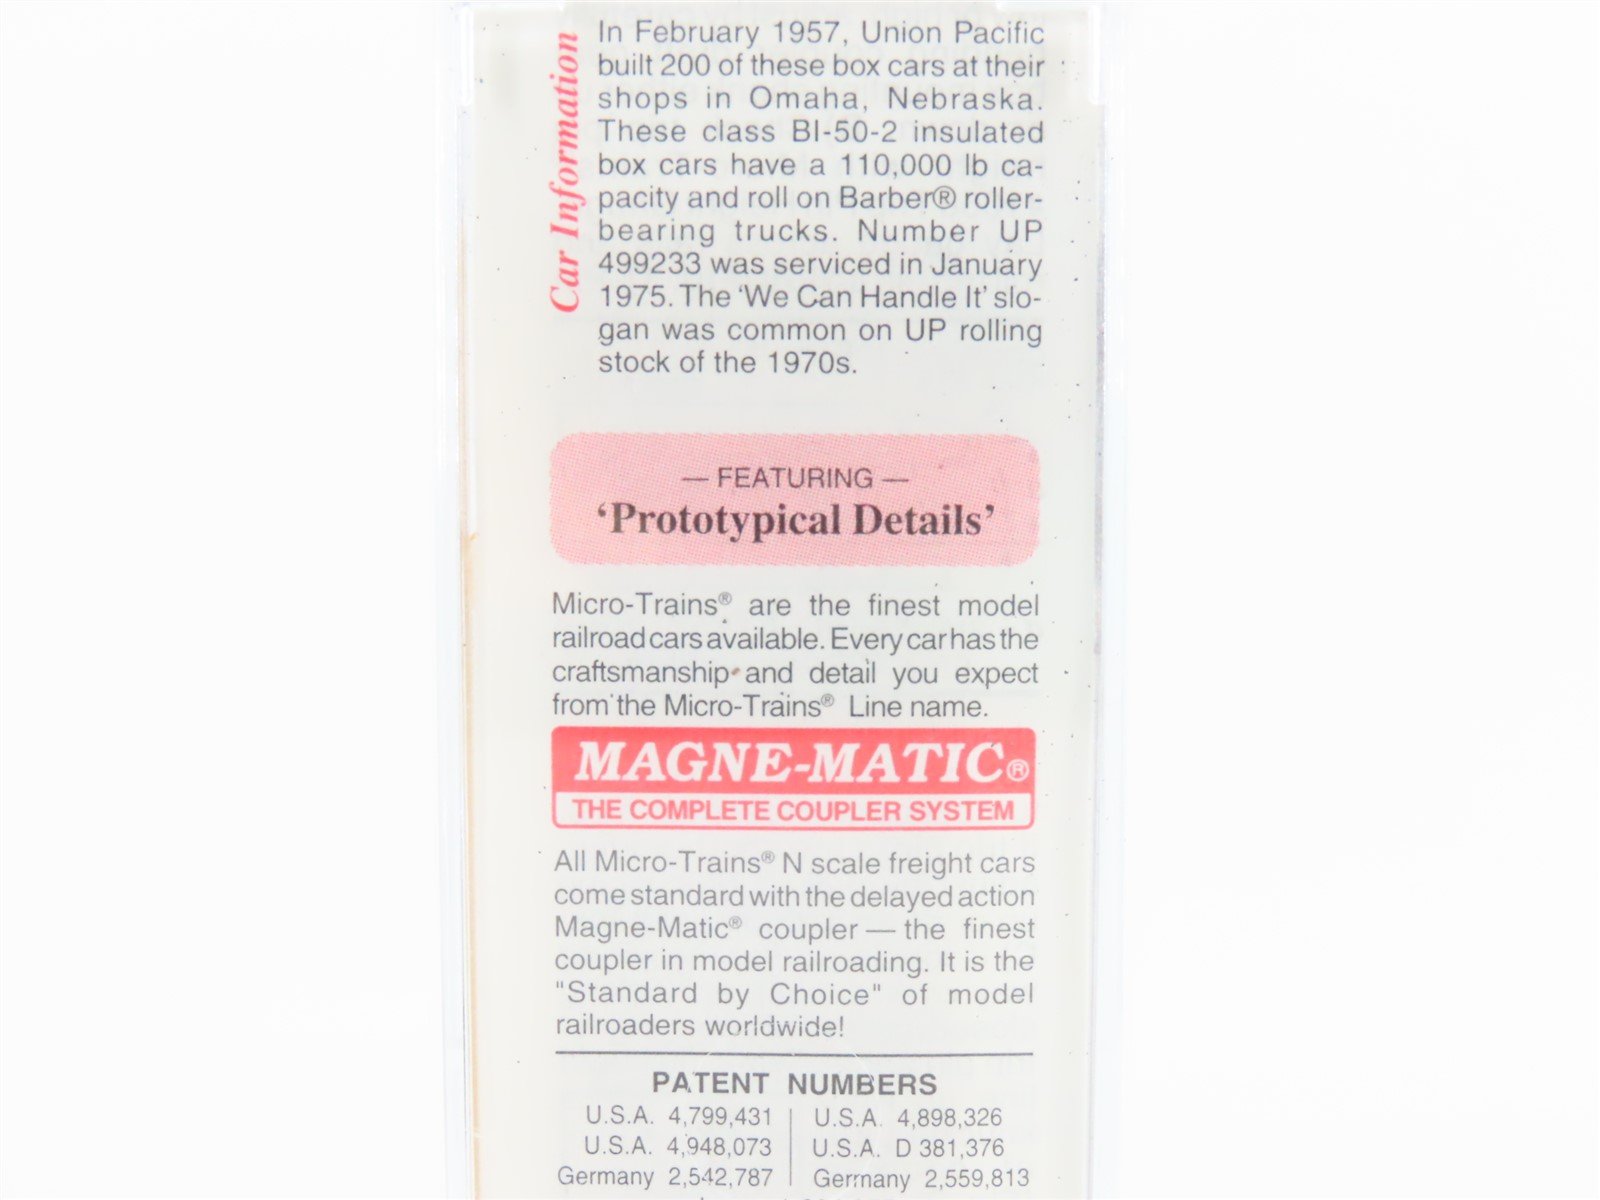 Car Information
In February 1957, Union Pacific
built 200 of these box cars at their
shops in Omaha, Nebraska.
These class BI-50-2 insulated
box cars have a 110,000 lb ca-
pacity and roll on Barber® roller-
bearing trucks. Number UP
499233 was serviced in January
1975. The ‘We Can Handle It’ slo-
gan was common on UP rolling
stock of the 1970s.
— FEATURING —
‘Prototypical Details’
Micro-Trains® are the finest model
railroad cars available. Every car has the
craftsmanship and detail you expect
from the Micro-Trains® Line name.
MAGNE-MATIC®
THE COMPLETE COUPLER SYSTEM
All Micro-Trains® N scale freight cars
come standard with the delayed action
Magne-Matic® coupler — the finest
coupler in model railroading. It is the
"Standard by Choice" of model
railroaders worldwide!
PATENT NUMBERS
U.S.A. 4,799,431 | U.S.A. 4,898,326
U.S.A. 4,948,073 | U.S.A. D 381,376
Germany 2,542,787 | Germany 2,559,813